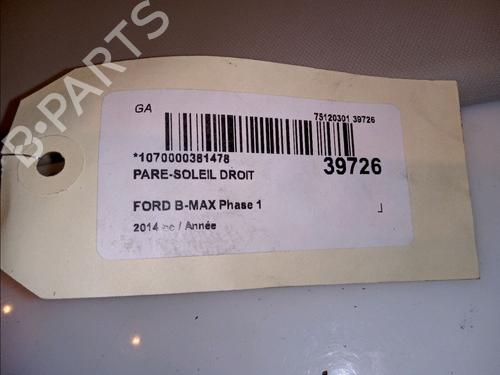 B-PARTS
GA
75120301 39726
*1070000381478
39726
PARE-SOLEIL DROIT
FORD B-MAX Phase 1
2014 / Année